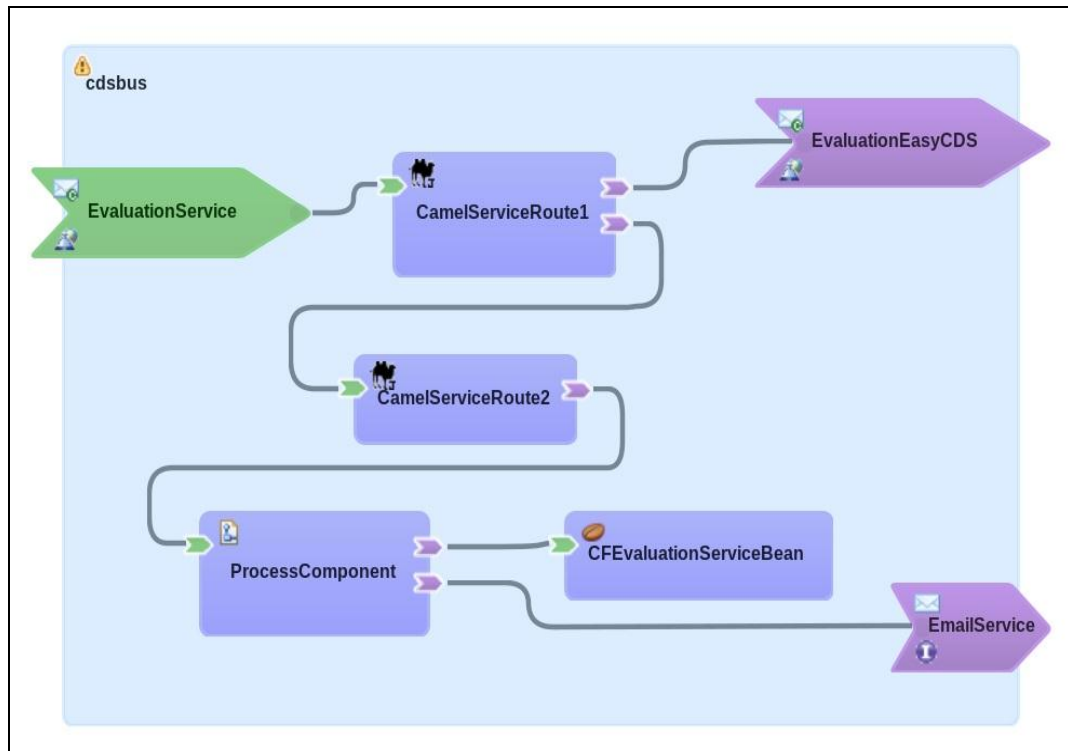 cdsbus
EvaluationEasyCDS
EvaluationService
CamelServiceRoute1
CamelServiceRoute2
CFEvaluationServiceBean
ProcessComponent
EmailService